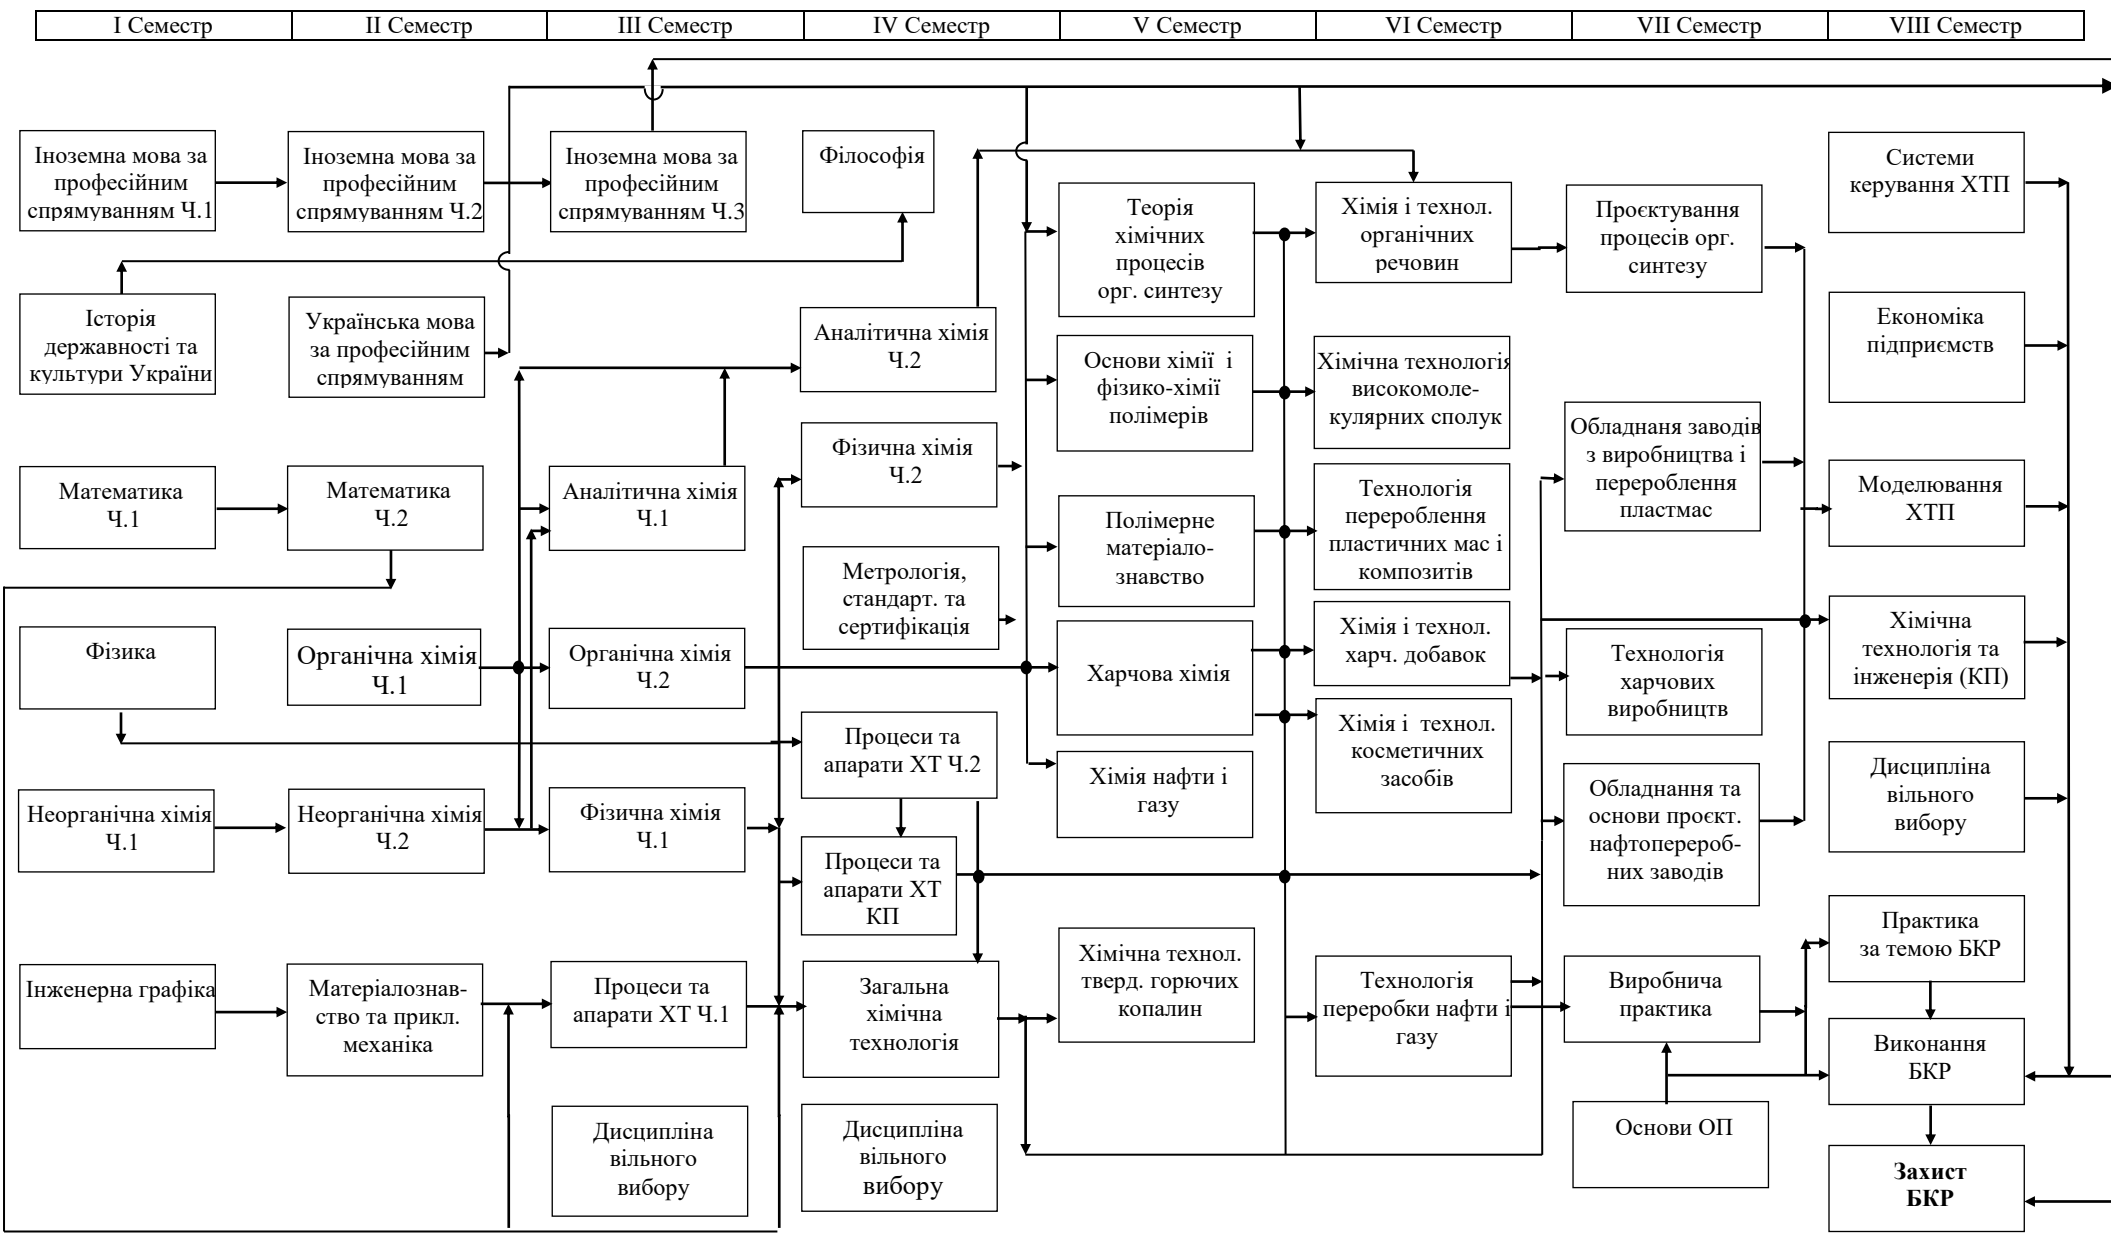 I Семестр
II Семестр
III Семестр
IV Семестр
V Семестр
VI Семестр
VII Семестр
VIII Семестр
Іноземна мова за
професійним
спрямуванням Ч.1
Історія
державності та
культури України
Математика
Ч.1
Фізика
Неорганічна хімія
Ч.1
Інженерна графіка
Іноземна мова за
професійним
спрямуванням Ч.2
Українська мова
за професійним
спрямуванням
Математика
Ч.2
Органічна хімія
Ч.1
Неорганічна хімія
Ч.2
Матеріалознав-
ство та прикл.
механіка
Іноземна мова за
професійним
спрямуванням Ч.3
Аналітична хімія
Ч.1
Органічна хімія
Ч.2
Фізична хімія
Ч.1
Процеси та
апарати ХТ Ч.1
Дисципліна
вільного
вибору
Філософія
Аналітична хімія
Ч.2
Фізична хімія
Ч.2
Метрологія,
стандарт. та
сертифікація
Процеси та
апарати ХТ Ч.2
Процеси та
апарати ХТ
КП
Загальна
хімічна
технологія
Дисципліна
вільного
вибору
Теорія
хімічних
процесів
орг. синтезу
Основи хімії і
фізико-хімії
полімерів
Полімерне
матеріало-
знавство
Харчова хімія
Хімія нафти і
газу
Хімічна технол.
тверд. горючих
копалин
Хімія і технол.
органічних
речовин
Хімічна технологія
високомоле-
кулярних сполук
Технологія
перероблення
пластичних мас і
композитів
Хімія і технол.
харч. добавок
Хімія і технол.
косметичних
засобів
Технологія
переробки нафти і
газу
Проєктування
процесів орг.
синтезу
Обладнаня заводів
з виробництва і
перероблення
пластмас
Технологія
харчових
виробництв
Обладнання та
основи проєкт.
нафтоперероб-
них заводів
Виробнича
практика
Основи ОП
Системи
керування ХТП
Економіка
підприємств
Моделювання
ХТП
Хімічна
технологія та
інженерія (КП)
Дисципліна
вільного
вибору
Практика
за темою БКР
Виконання
БКР
Захист
БКР